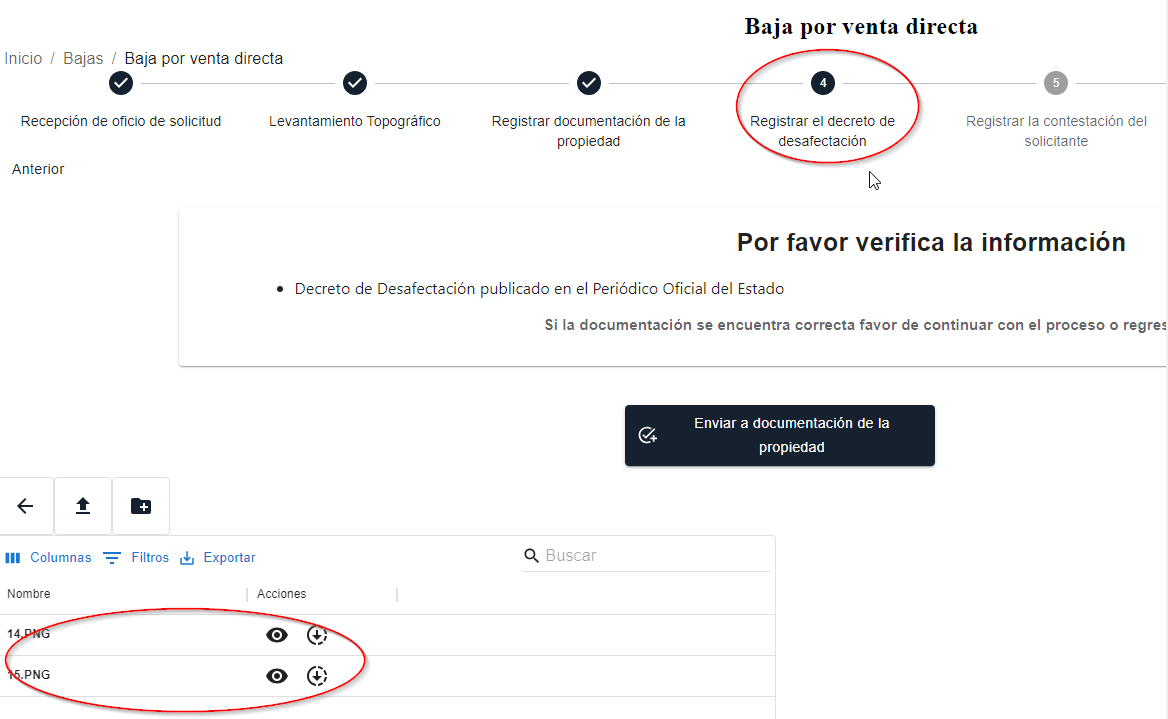 Baja por venta directa
Inicio / Bajas / Baja por venta directa
4
5
Recepción de oficio de solicitud
Levantamiento Topográfico
Registrar documentación de la
propiedad
Registrar el decreto de
desafectación
Registrar la contestación del
solicitante
Anterior
Por favor verifica la información
• Decreto de Desafectación publicado en el Periódico Oficial del Estado
Si la documentación se encuentra correcta favor de continuar con el proceso o regres
Enviar a documentación de la
propiedad
Columnas Filtros Exportar
Buscar
Nombre Acciones
14.PNG
15.PNG